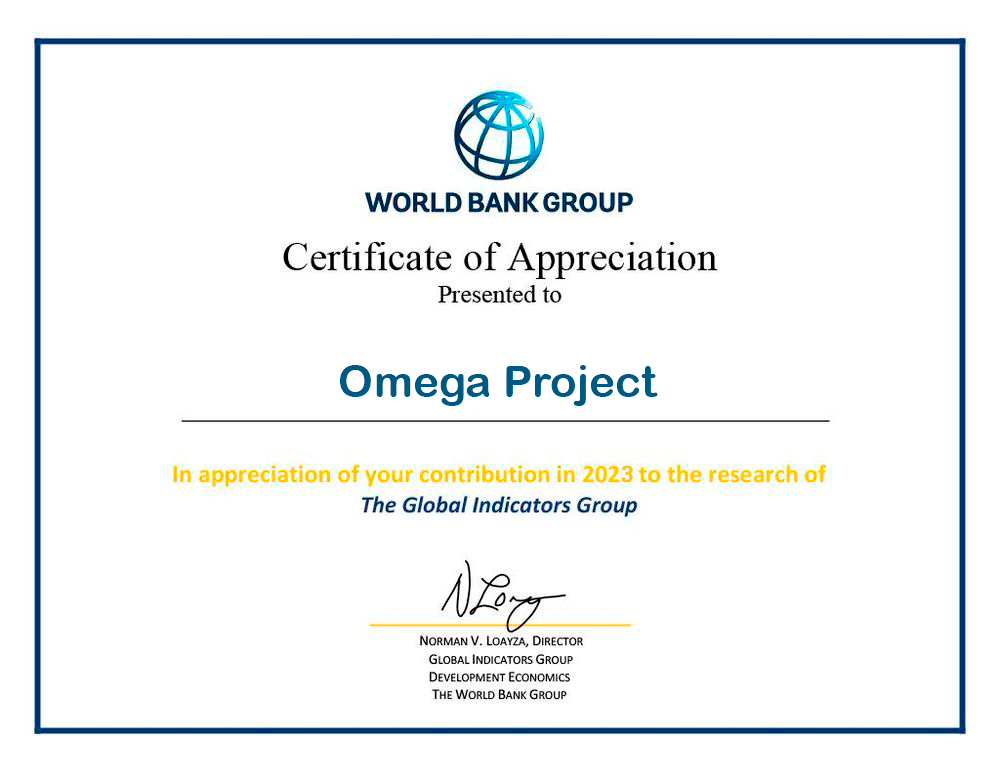 WORLD BANK GROUP
Certificate of Appreciation
Presented to
Omega Project
In appreciation of your contribution in 2023 to the research of
The Global Indicators Group
NORMAN V. LOAYZA, DIRECTOR
GLOBAL INDICATORS GROUP
DEVELOPMENT ECONOMICS
THE WORLD BANK GROUP